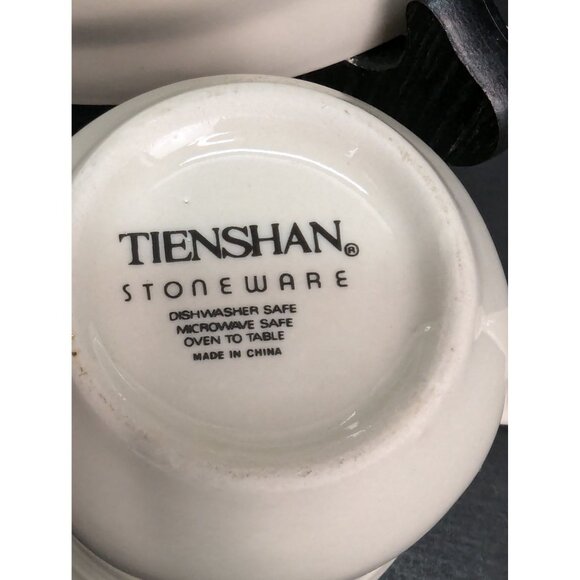 TIENSHAN®
STONEWARE
DISHWASHER SAFE
MICROWAVE SAFE
OVEN TO TABLE
MADE IN CHINA